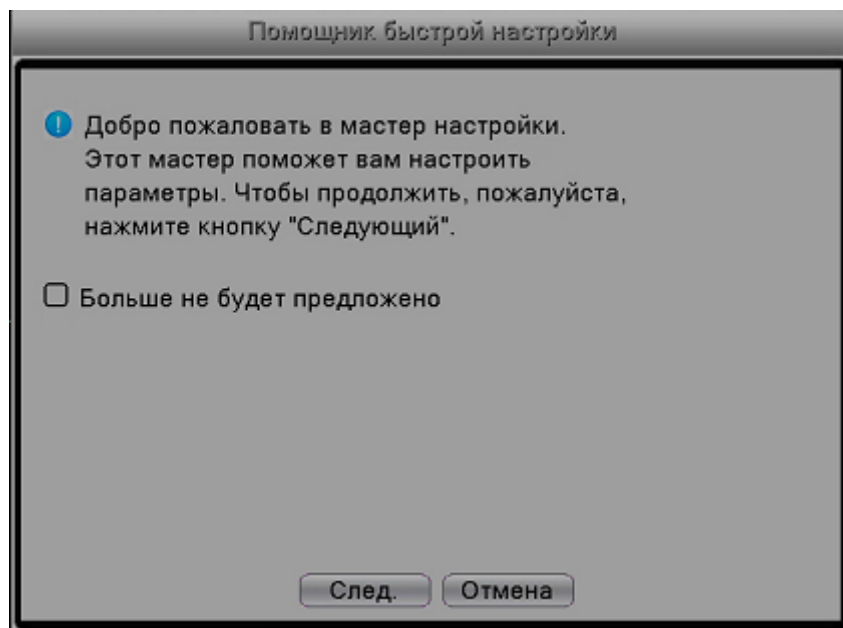 Помощник быстрой настройки
Добро пожаловать в мастер настройки.
Этот мастер поможет вам настроить
параметры. Чтобы продолжить, пожалуйста,
нажмите кнопку "Следующий".
Больше не будет предложено
След. Отмена